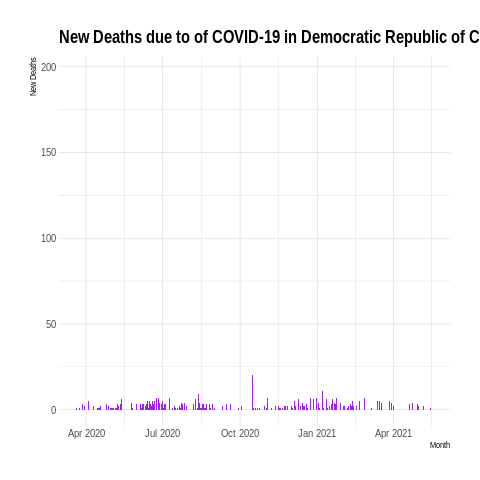 New Deaths due to of COVID-19 in Democratic Republic of C
New Deaths
200
150
100
50
0
Apr 2020 Jul 2020 Oct 2020 Jan 2021 Apr 2021
Month